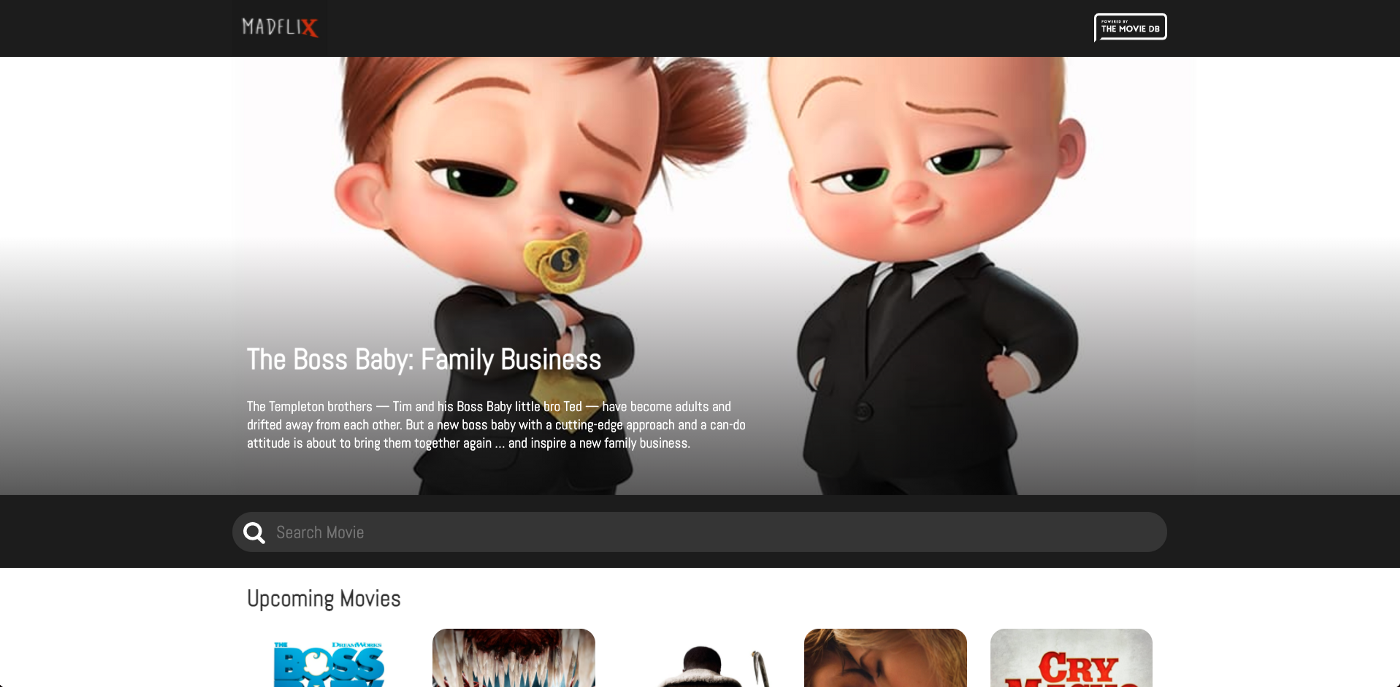 MADFLIX
POWERED BY
THE MOVIE DB
The Boss Baby: Family Business
The Templeton brothers — Tim and his Boss Baby little bro Ted — have become adults and
drifted away from each other. But a new boss baby with a cutting-edge approach and a can-do
attitude is about to bring them together again ... and inspire a new family business.
Search Movie
Upcoming Movies
THE
DREAMWORKS
BOSS
CRY